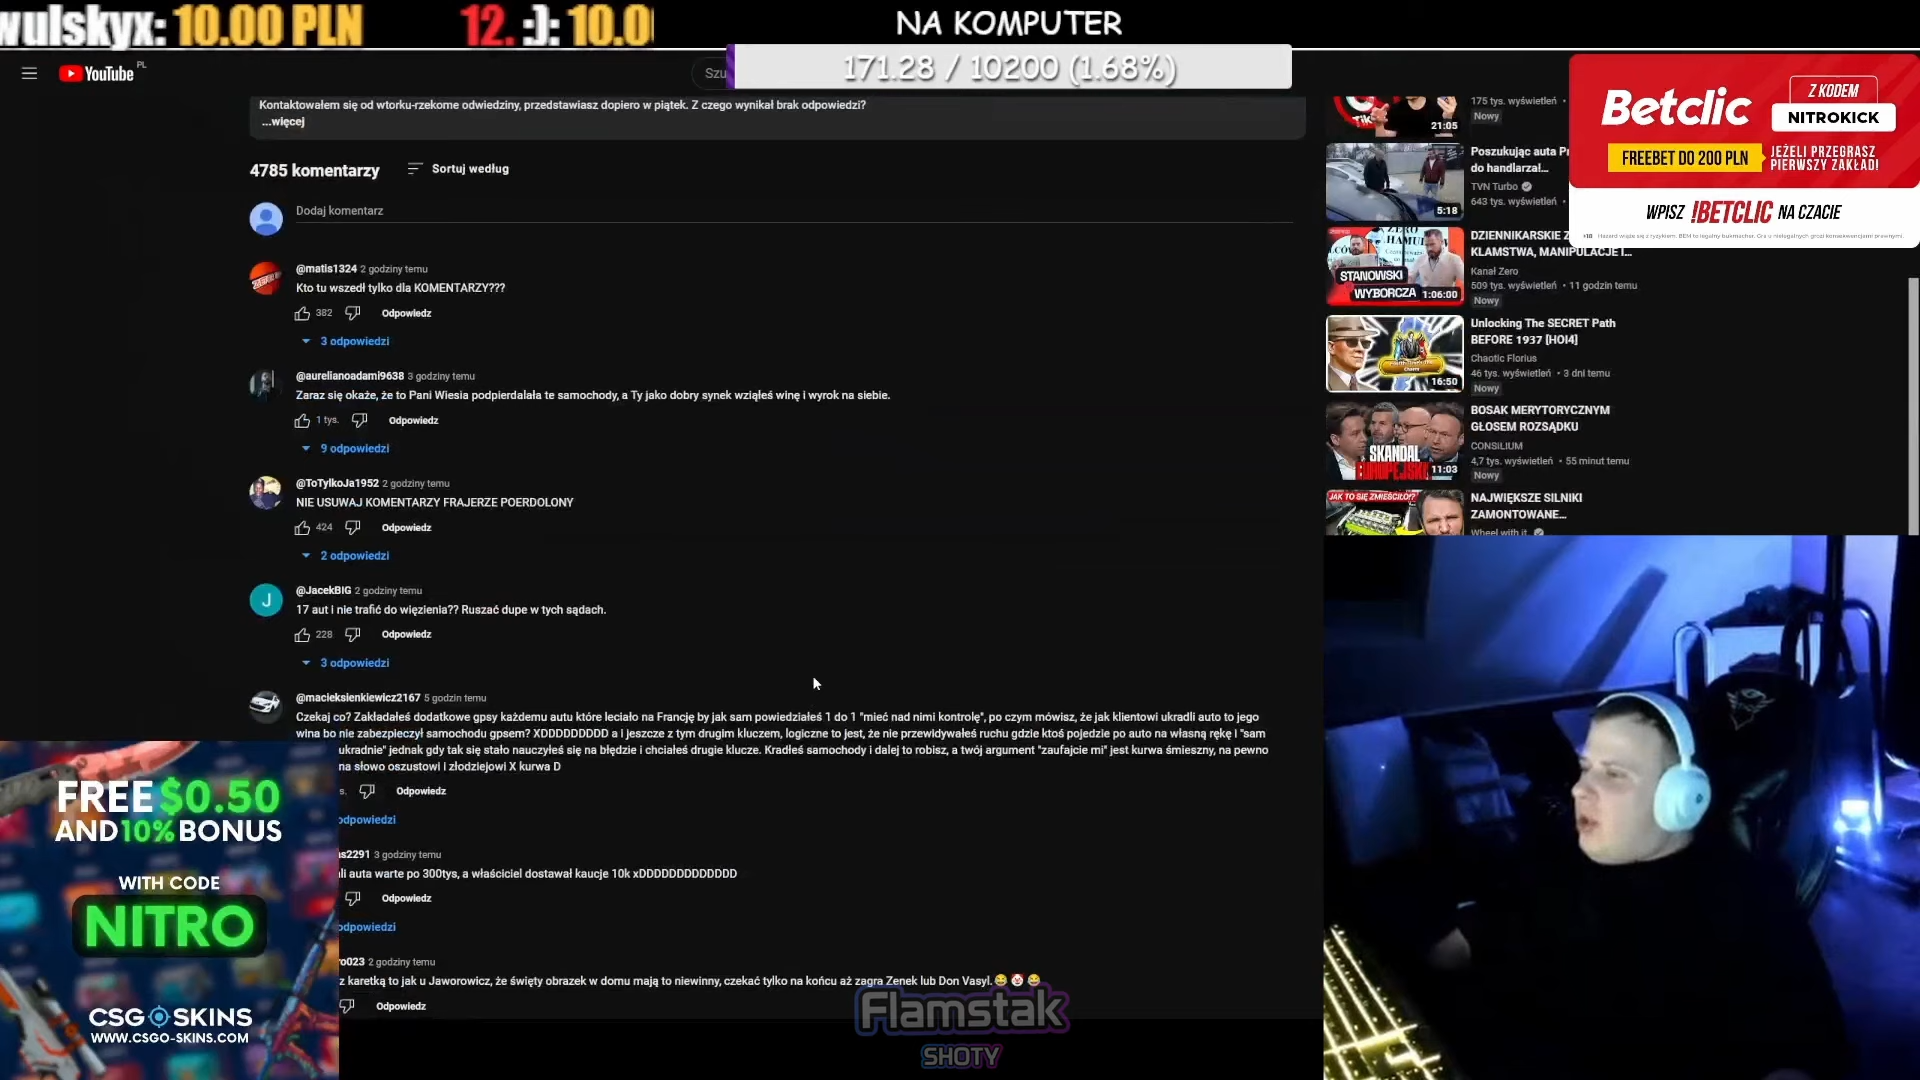 wulskyx: 10.00 PLN 12. :): 10.0
NA KOMPUTER
171.28 / 10200 (1.68%)
YouTube PL
Szu
Kontaktowałem się od wtorku-rzekome odwiedziny, przedstawiasz dopiero w piątek. Z czego wynikał brak odpowiedzi?
...więcej
4785 komentarzy
Sortuj według
Dodaj komentarz
@matis1324 2 godziny temu
Kto tu wszedł tylko dla KOMENTARZY???
382 Odpowiedz
3 odpowiedzi
@aurelianoadami9638 3 godziny temu
Zaraz się okaże, że to Pani Wiesia podpierdalała te samochody, a Ty jako dobry synek wziąłeś winę i wyrok na siebie.
1 tys. Odpowiedz
9 odpowiedzi
@ToTylkoJa1952 2 godziny temu
NIE USUWAJ KOMENTARZY FRAJERZE POERDOLONY
424 Odpowiedz
2 odpowiedzi
@JacekBIG 2 godziny temu
J
17 aut i nie trafić do więzienia?? Ruszać dupe w tych sądach.
228 Odpowiedz
3 odpowiedzi
@macieksienkiewicz2167 5 godzin temu
Czekaj co? Zakładałeś dodatkowe gpsy każdemu autu które leciało na Francję by jak sam powiedziałeś 1 do 1 "mieć nad nimi kontrolę", po czym mówisz, że jak klientowi ukradli auto to jego
wina bo nie zabezpieczył samochodu gpsem? XDDDDDDDDD a i jeszcze z tym drugim kluczem, logiczne to jest, że nie przewidywałeś ruchu gdzie ktoś pojedzie po auto na własną rękę i "sam
ukradnie" jednak gdy tak się stało nauczyłeś się na błędzie i chciałeś drugie klucze. Kradłeś samochody i dalej to robisz, a twój argument "zaufajcie mi" jest kurwa śmieszny, na pewno
na słowo oszustowi i złodziejowi X kurwa D
s. Odpowiedz
odpowiedzi
s2291 3 godziny temu
li auta warte po 300tys, a właściciel dostawał kaucje 10k xDDDDDDDDDDDDD
Odpowiedz
odpowiedzi
ro023 2 godziny temu
z karetką to jak u Jaworowicz, że święty obrazek w domu mają to niewinny, czekać tylko na końcu aż zagra Zenek lub Don Vasyl.😂🤡😂
Odpowiedz
175 tys. wyświetleń •
Nowy
21:05
Poszukując auta Pr
do handlarza!...
TVN Turbo
643 tys. wyświetleń •
5:18
DZIENNIKARSKIE Z
KŁAMSTWA, MANIPULACJE I...
Kanał Zero
509 tys. wyświetleń • 11 godzin temu
Nowy
STANOWSKI
WYBORCZA
1:06:00
Unlocking The SECRET Path
BEFORE 1937 [HOI4]
Chaotic Florius
46 tys. wyświetleń • 3 dni temu
Nowy
16:50
BOSAK MERYTORYCZNYM
GŁOSEM ROZSĄDKU
CONSILIUM
4,7 tys. wyświetleń • 55 minut temu
Nowy
SKANDAL
EUROPEJSKI
11:03
JAK TO SIĘ ZMIEŚCIŁO!?
NAJWIĘKSZE SILNIKI
ZAMONTOWANE...
Wheel with it
Betclic
Z KODEM
NITROKICK
FREEBET DO 200 PLN
JEŻELI PRZEGRASZ
PIERWSZY ZAKŁAD!
WPISZ !BETCLIC NA CZACIE
FREE $0.50
AND 10% BONUS
WITH CODE
NITRO
CSGO SKINS
WWW.CSGO-SKINS.COM
Flamstak
SHOTY